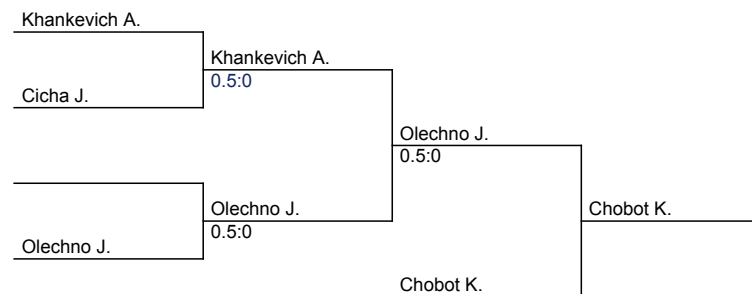 Khankevich A.
Khankevich A.
0.5:0
Cicha J.
Olechno J.
0.5:0
Olechno J.
0.5:0
Chobot K.
Olechno J.
Chobot K.